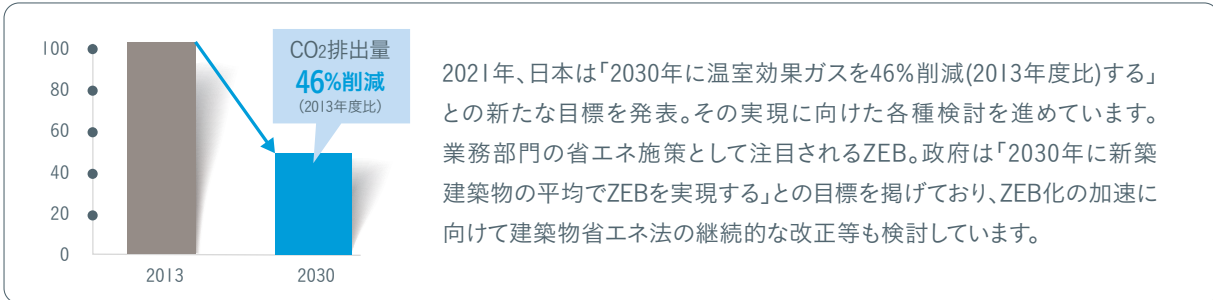 100
80
60
40
20
0
2013
2030
CO2排出量
46%削減
(2013年度比)
2021年、日本は「2030年に温室効果ガスを46%削減(2013年度比)する」
との新たな目標を発表。その実現に向けた各種検討を進めています。
業務部門の省エネ施策として注目されるZEB。政府は「2030年に新築
建築物の平均でZEBを実現する」との目標を掲げており、ZEB化の加速に
向けて建築物省エネ法の継続的な改正等も検討しています。